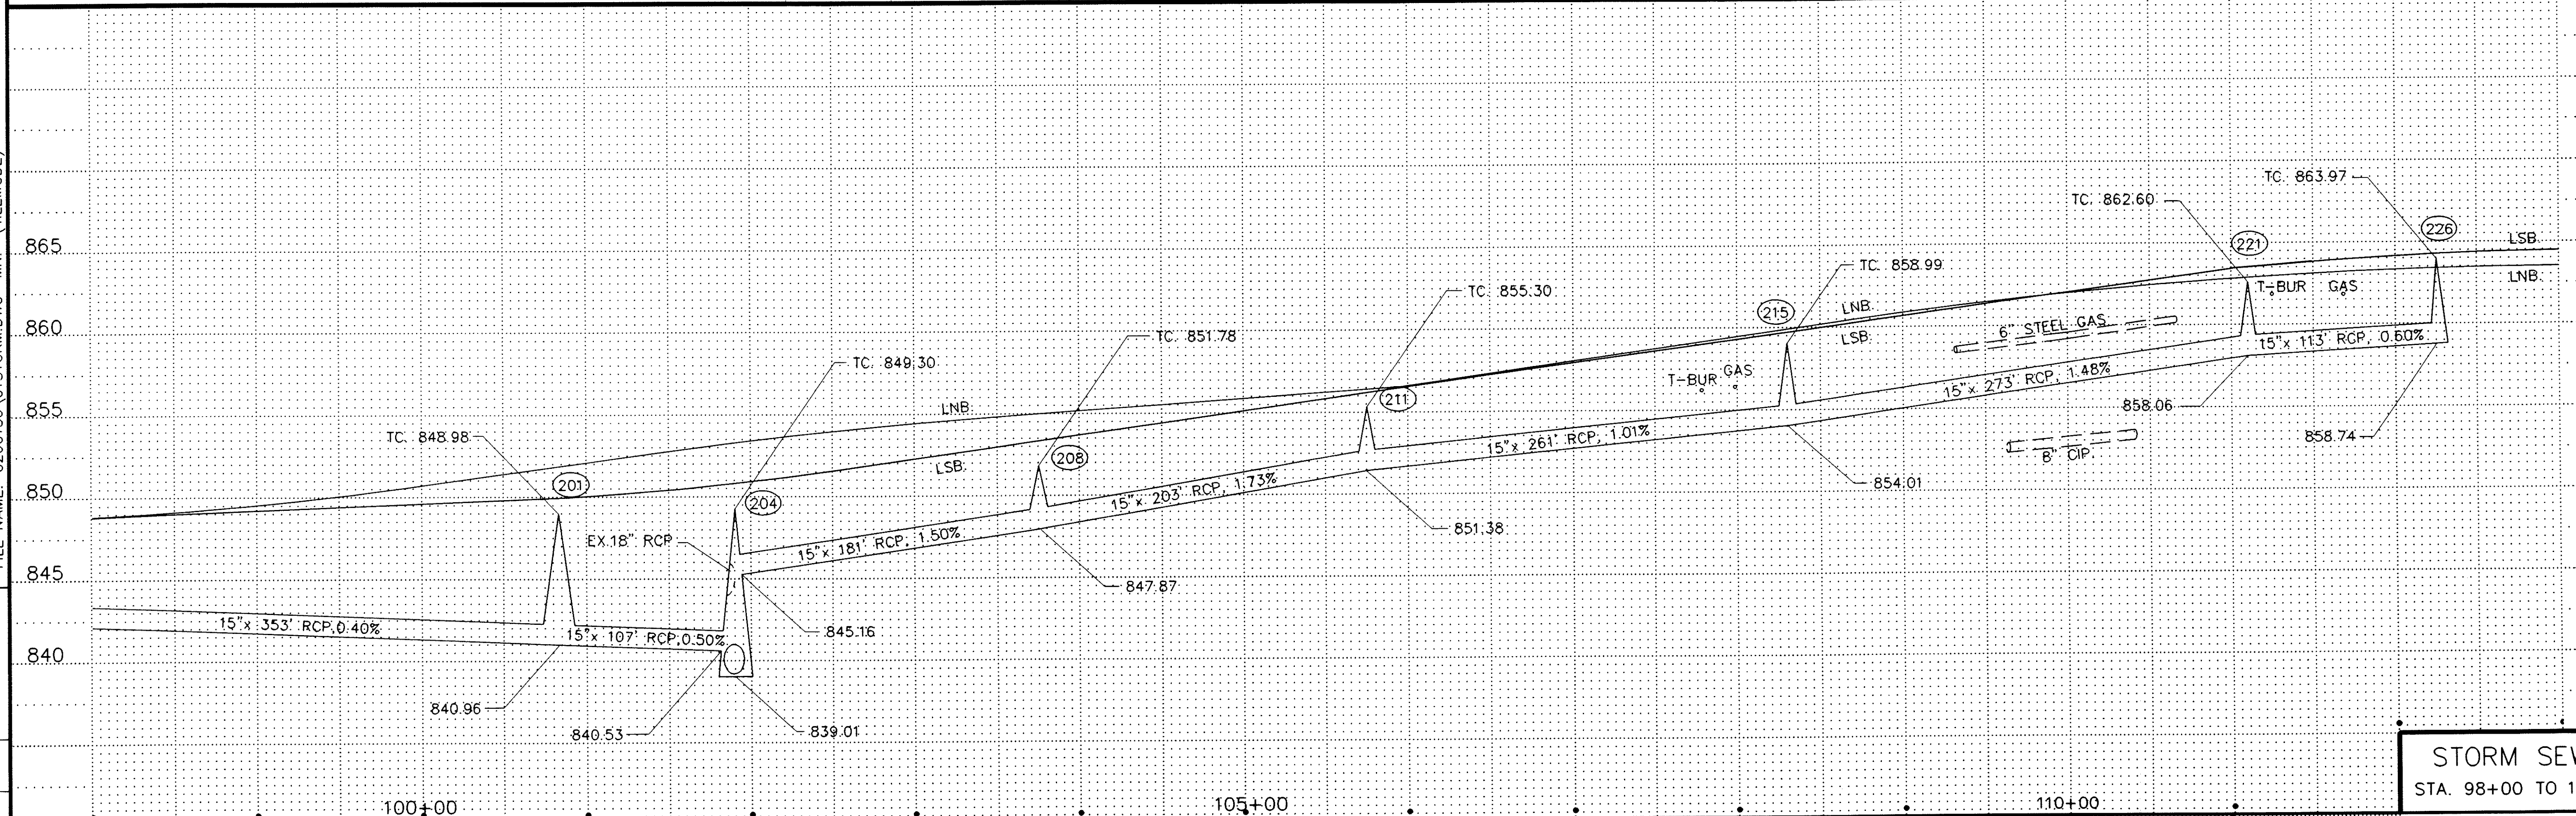 TC. 863.97
TC. 862.60
226
221
LSB.
865
TC. 858.99
LNB.
T-BUR GAS
TC. 855.30
215
LNB.
860
6" STEEL GAS
LSB.
TC. 851.78
15"x 113' RCP, 0.60%
TC. 849.30
T-BUR GAS
15"x 273' RCP, 1.48%
211
LNB.
855
858.06
TC. 848.98
858.74
15"x 261' RCP, 1.01%
8" CIP
208
LSB.
201
850
854.01
15"x 203' RCP, 1.73%
204
851.38
EX.18" RCP
15"x 181' RCP, 1.50%
845
847.87
15"x 353' RCP,0.40%
15"x 107' RCP,0.50%
845.16
840
840.96
840.53
839.01
STORM SEW
STA. 98+00 TO 1
100+00
105+00
110+00